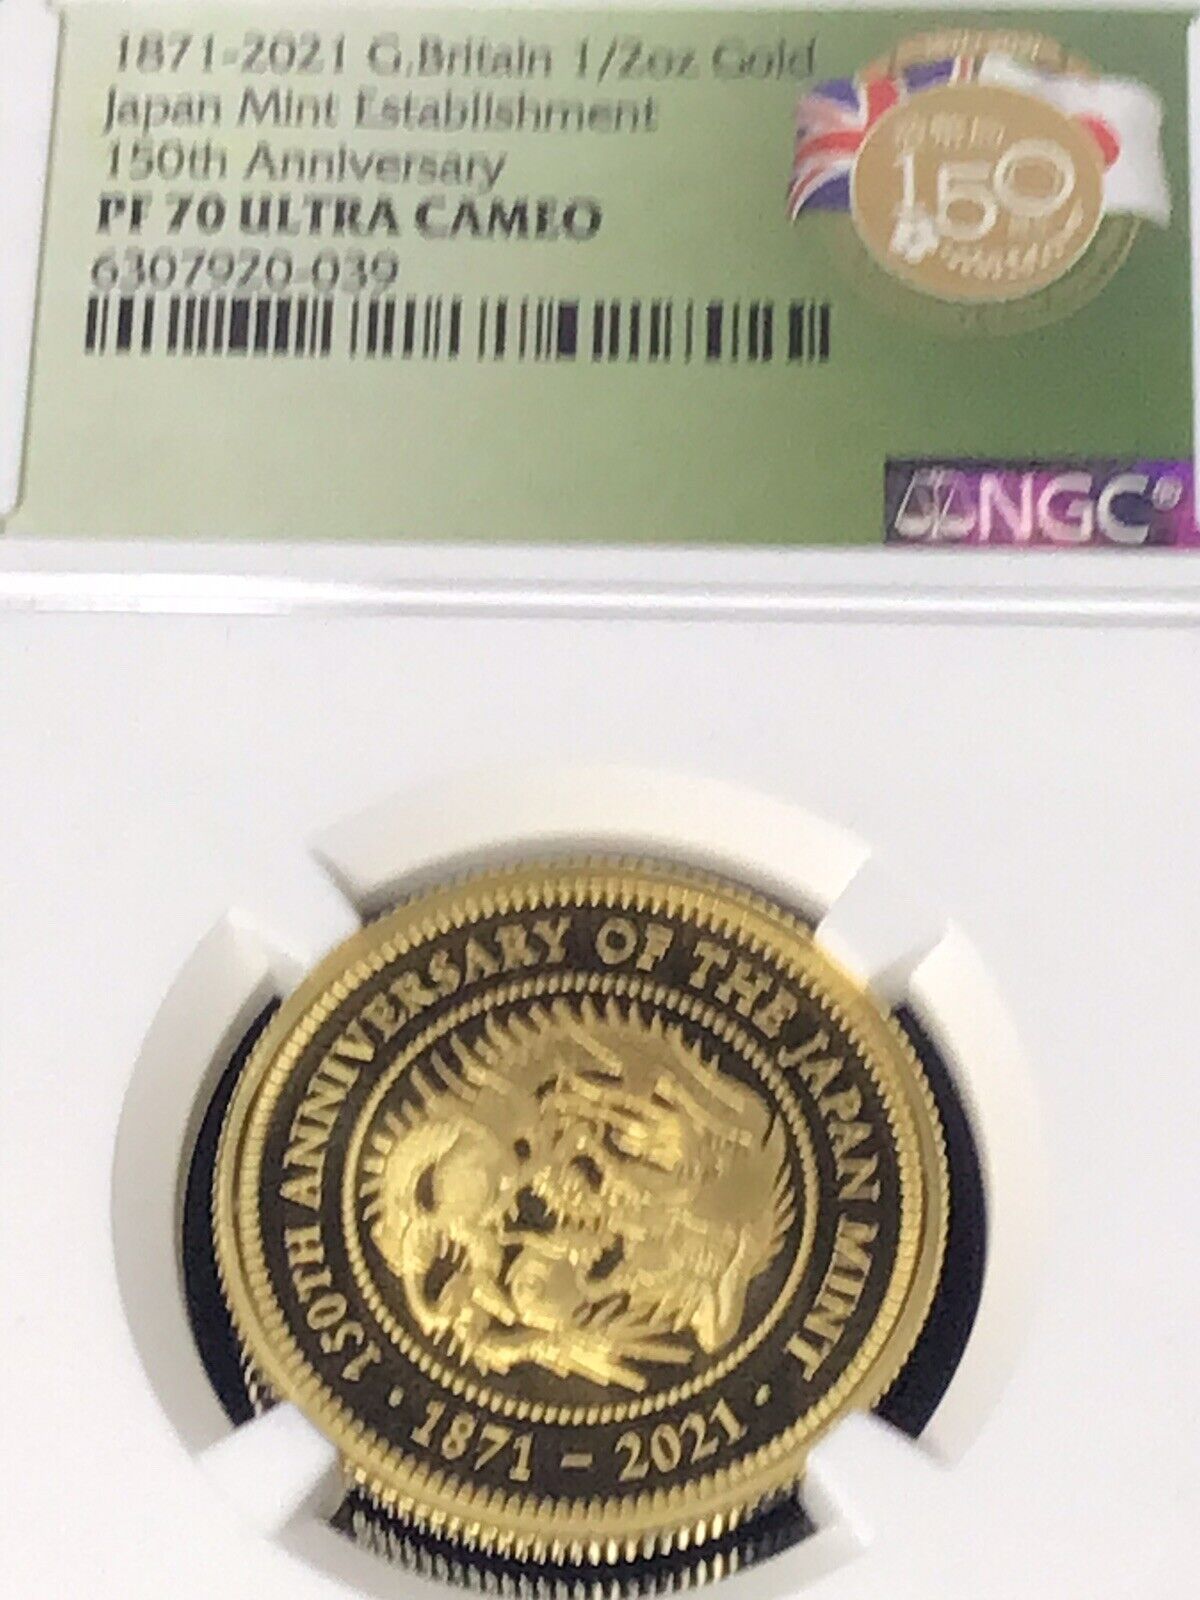 1871-2021 G.Britain 1/2oz Gold
Japan Mint Establishment
150th Anniversary
PF 70 ULTRA CAMEO
6307920-039
150
NGC®
150TH ANNIVERSARY OF THE JAPAN MINT
· 1871 - 2021 ·